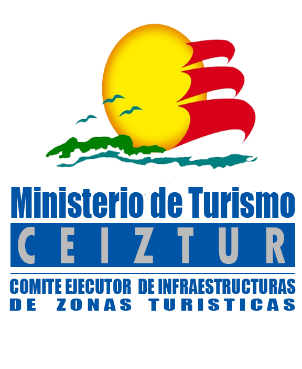 Ministerio de Turismo
CEIZTUR
COMITE EJECUTOR DE INFRAESTRUCTURAS
DE ZONAS TURISTICAS